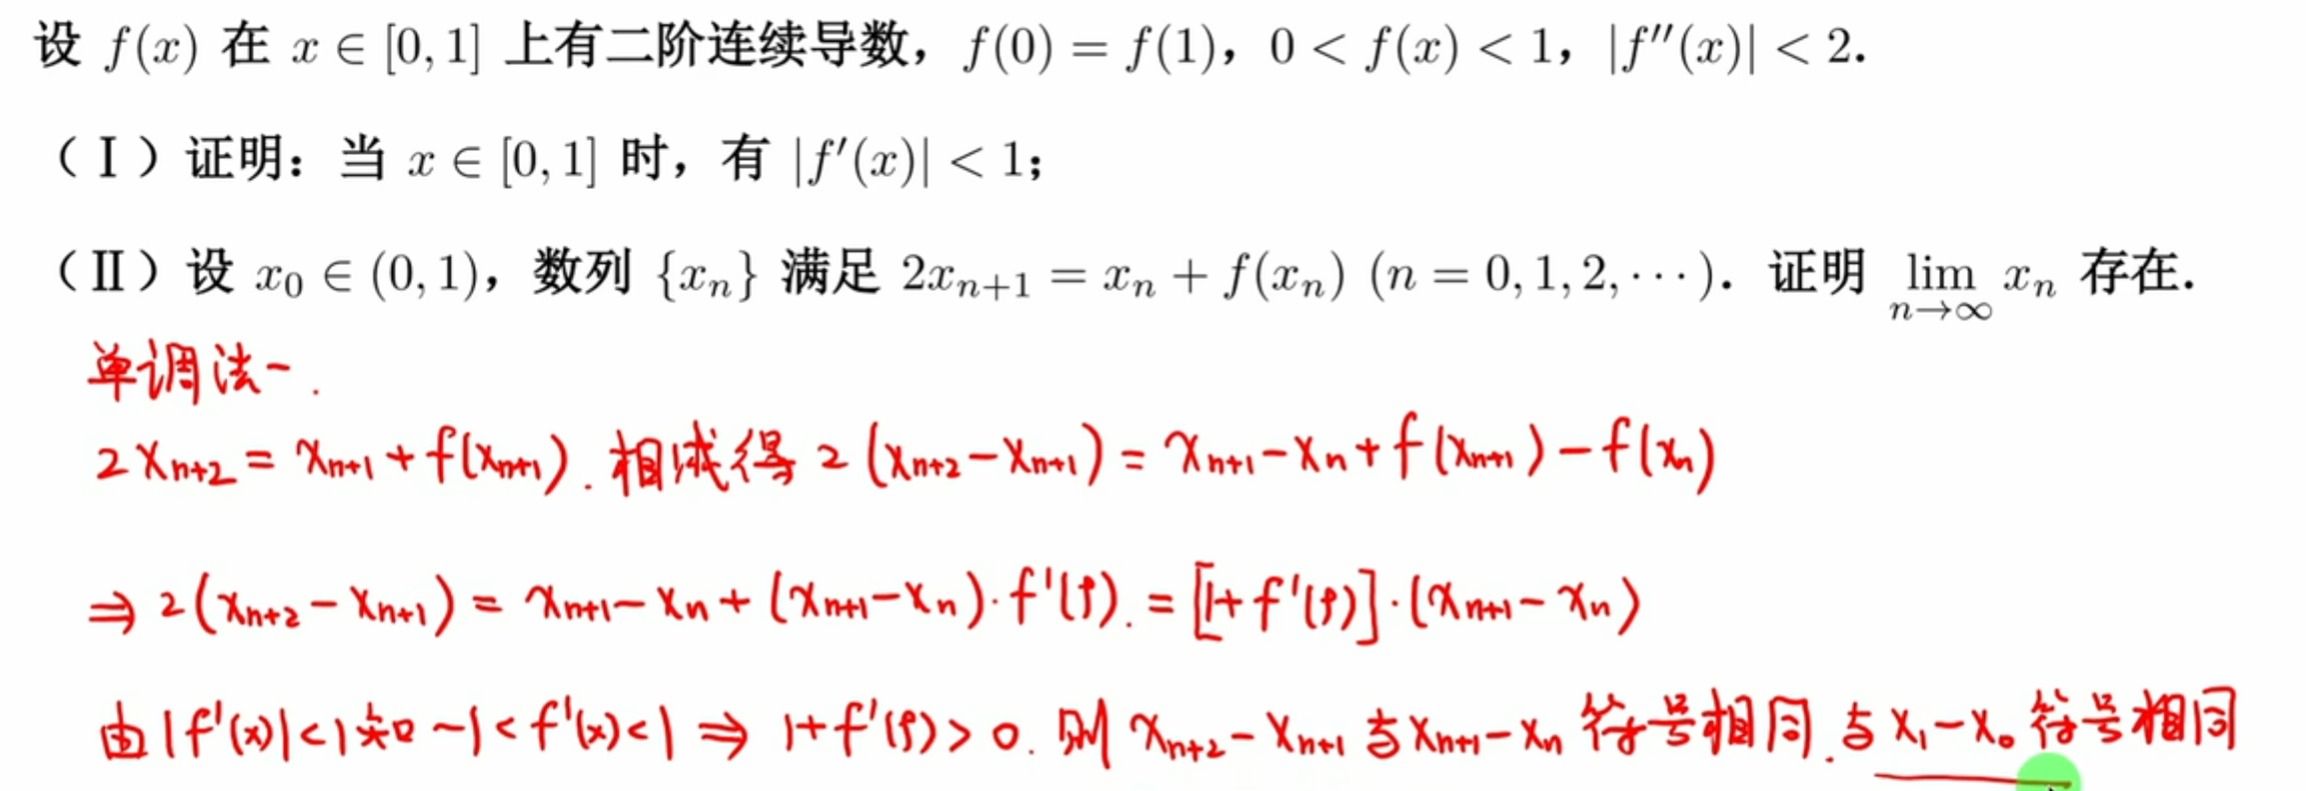 设 f(x) 在 x ∈ [0, 1] 上有二阶连续导数，f(0) = f(1)，0 < f(x) < 1，|f″(x)| < 2.
（Ⅰ）证明：当 x ∈ [0, 1] 时，有 |f′(x)| < 1；
（Ⅱ）设 x₀ ∈ (0, 1)，数列 {xₙ} 满足 2xₙ₊₁ = xₙ + f(xₙ) (n = 0, 1, 2, ⋯). 证明 lim_{n→∞} xₙ 存在.
单调法一.
2xₙ₊₂ = xₙ₊₁ + f(xₙ₊₁). 相减得 2(xₙ₊₂ − xₙ₊₁) = xₙ₊₁ − xₙ + f(xₙ₊₁) − f(xₙ)
⇒ 2(xₙ₊₂ − xₙ₊₁) = xₙ₊₁ − xₙ + (xₙ₊₁ − xₙ)·f′(ξ). = [1 + f′(ξ)]·(xₙ₊₁ − xₙ)
由|f′(x)|<1知 −1<f′(x)<1 ⇒ 1+f′(ξ)>0. 则 xₙ₊₂ − xₙ₊₁ 与 xₙ₊₁ − xₙ 符号相同. 与 x₁ − x₀ 符号相同